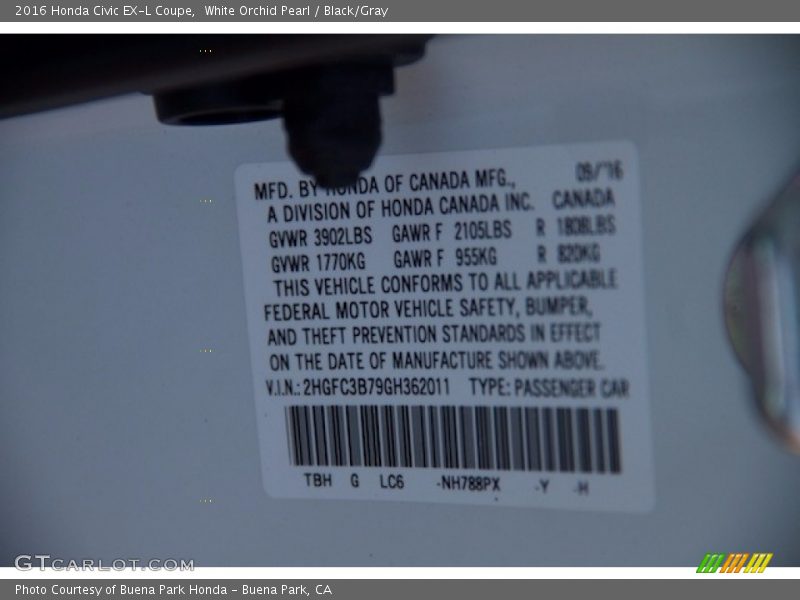 2016 Honda Civic EX-L Coupe, White Orchid Pearl / Black/Gray
09/'16
MFD. BY HONDA OF CANADA MFG.,
A DIVISION OF HONDA CANADA INC. CANADA
GVWR 3902LBS GAWR F 2105LBS R 1808LBS
GVWR 1770KG GAWR F 955KG R 820KG
THIS VEHICLE CONFORMS TO ALL APPLICABLE
FEDERAL MOTOR VEHICLE SAFETY, BUMPER,
AND THEFT PREVENTION STANDARDS IN EFFECT
ON THE DATE OF MANUFACTURE SHOWN ABOVE.
V.I.N.: 2HGFC3B79GH362011 TYPE: PASSENGER CAR
TBH G LC6 -NH788PX -Y -H
GTCARLOT.COM
Photo Courtesy of Buena Park Honda - Buena Park, CA